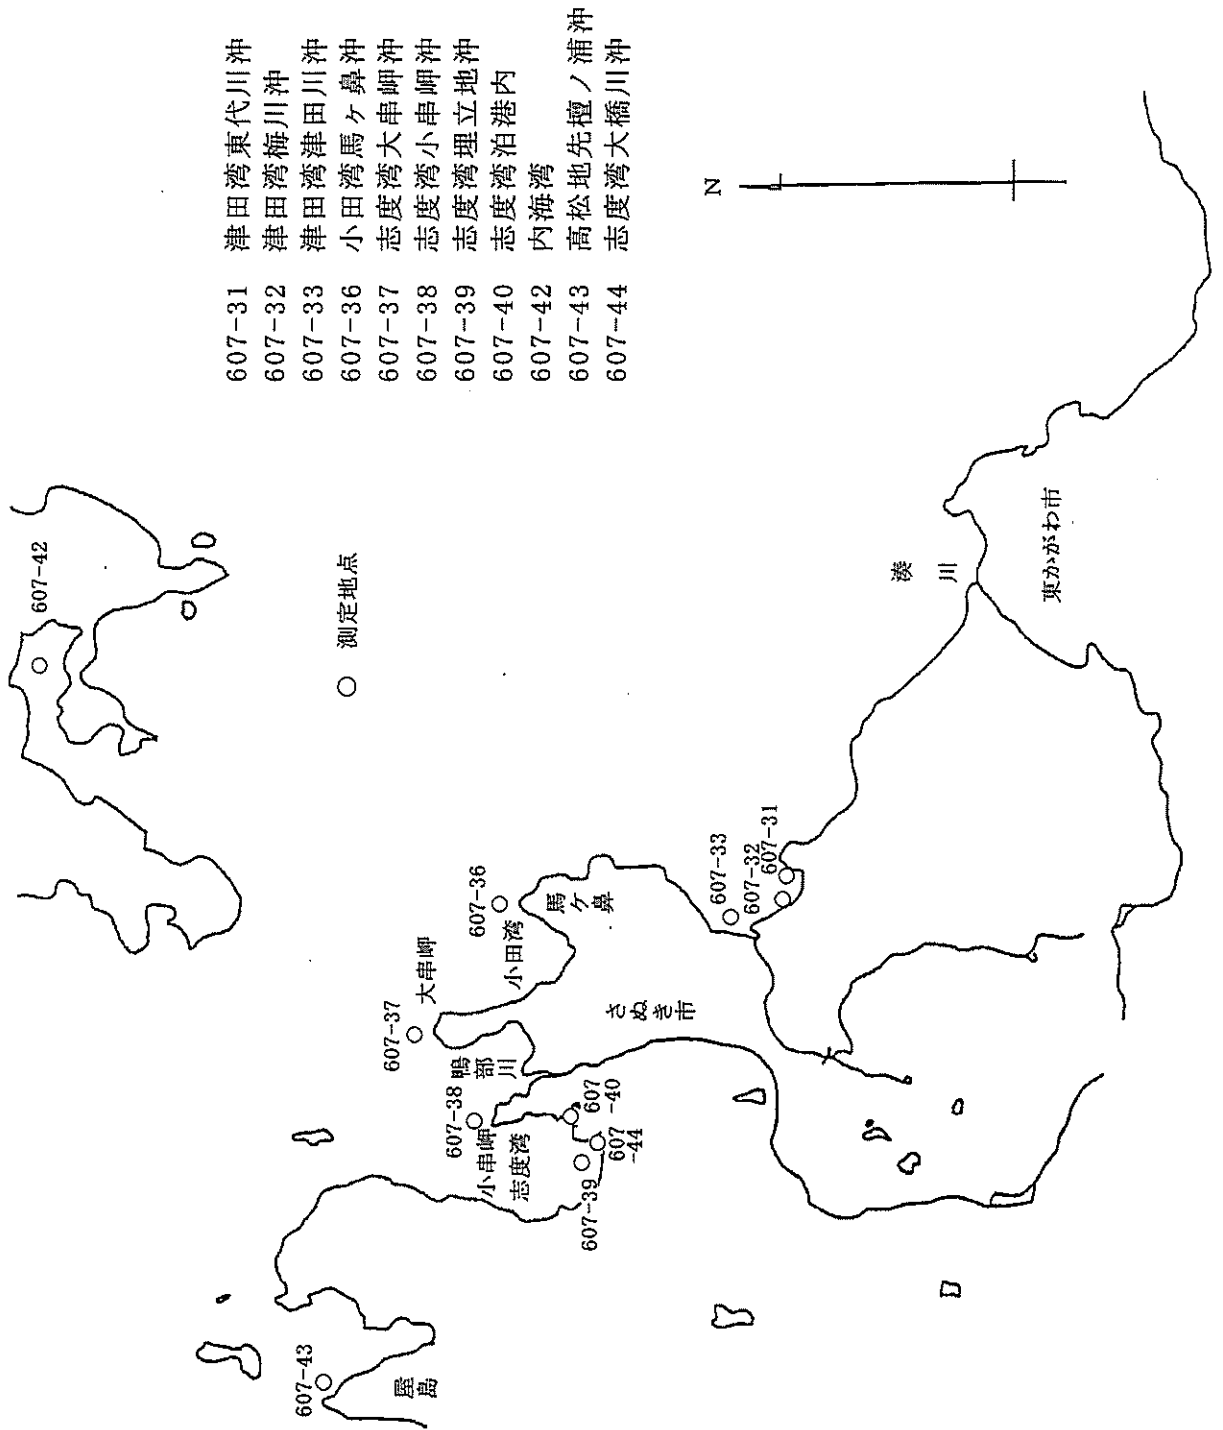 607-31 津田湾東代川沖
607-32 津田湾梅川沖
607-33 津田湾津田川沖
607-36 小田湾馬ヶ鼻沖
607-37 志度湾大串岬沖
607-38 志度湾小串岬沖
607-39 志度湾埋立地沖
607-40 志度湾泊港内
607-42 内海湾
607-43 高松地先檀ノ浦沖
607-44 志度湾大橋川沖
N
607-42
○ 測定地点
湊川
東かがわ市
607-33
607-32
607-31
607-36
馬ヶ鼻
小田湾
大串岬
607-37
さぬき市
鴨部川
607-38
小串岬
志度湾
607-40
607-44
607-39
607-43
屋島